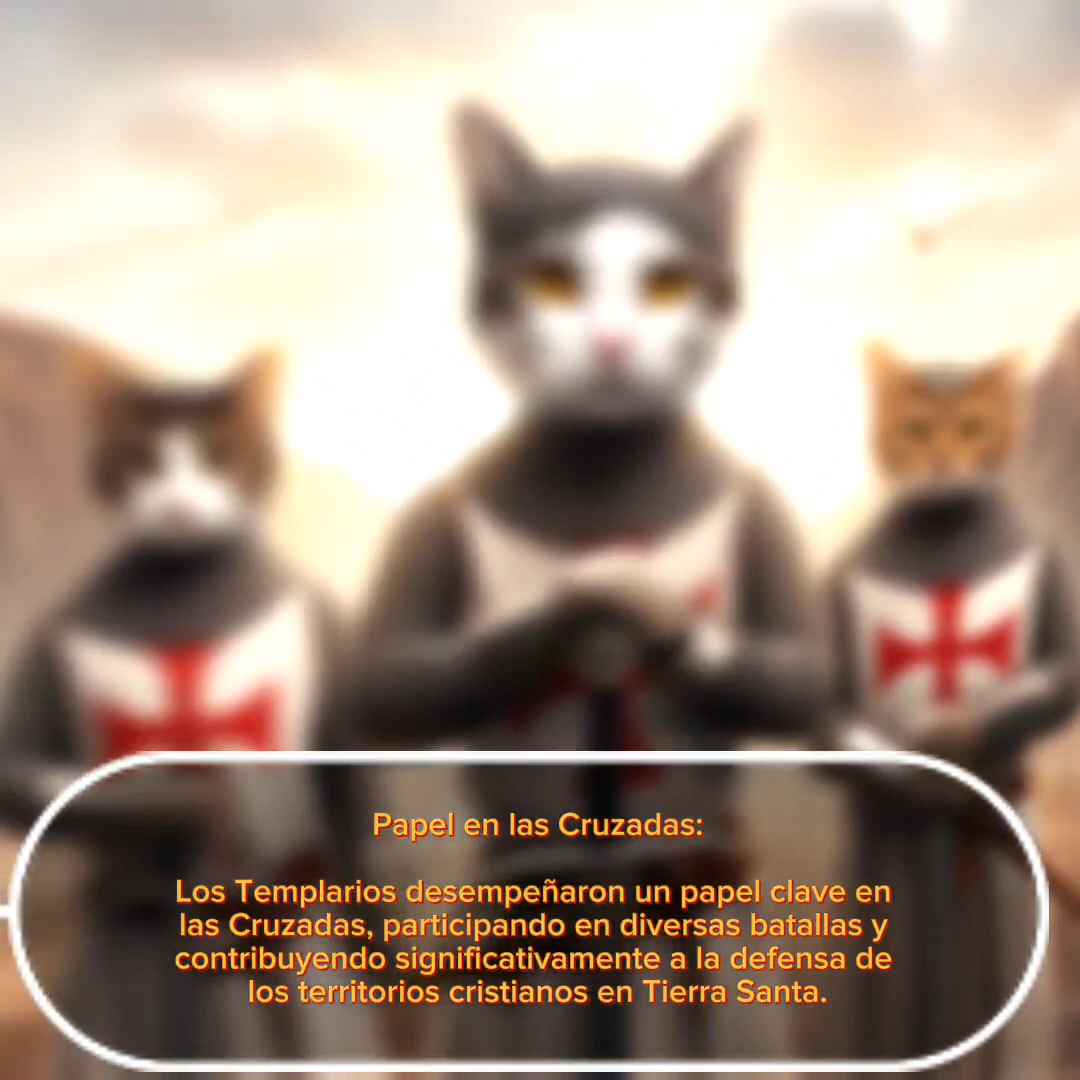 Papel en las Cruzadas:
Los Templarios desempeñaron un papel clave en
las Cruzadas, participando en diversas batallas y
contribuyendo significativamente a la defensa de
los territorios cristianos en Tierra Santa.